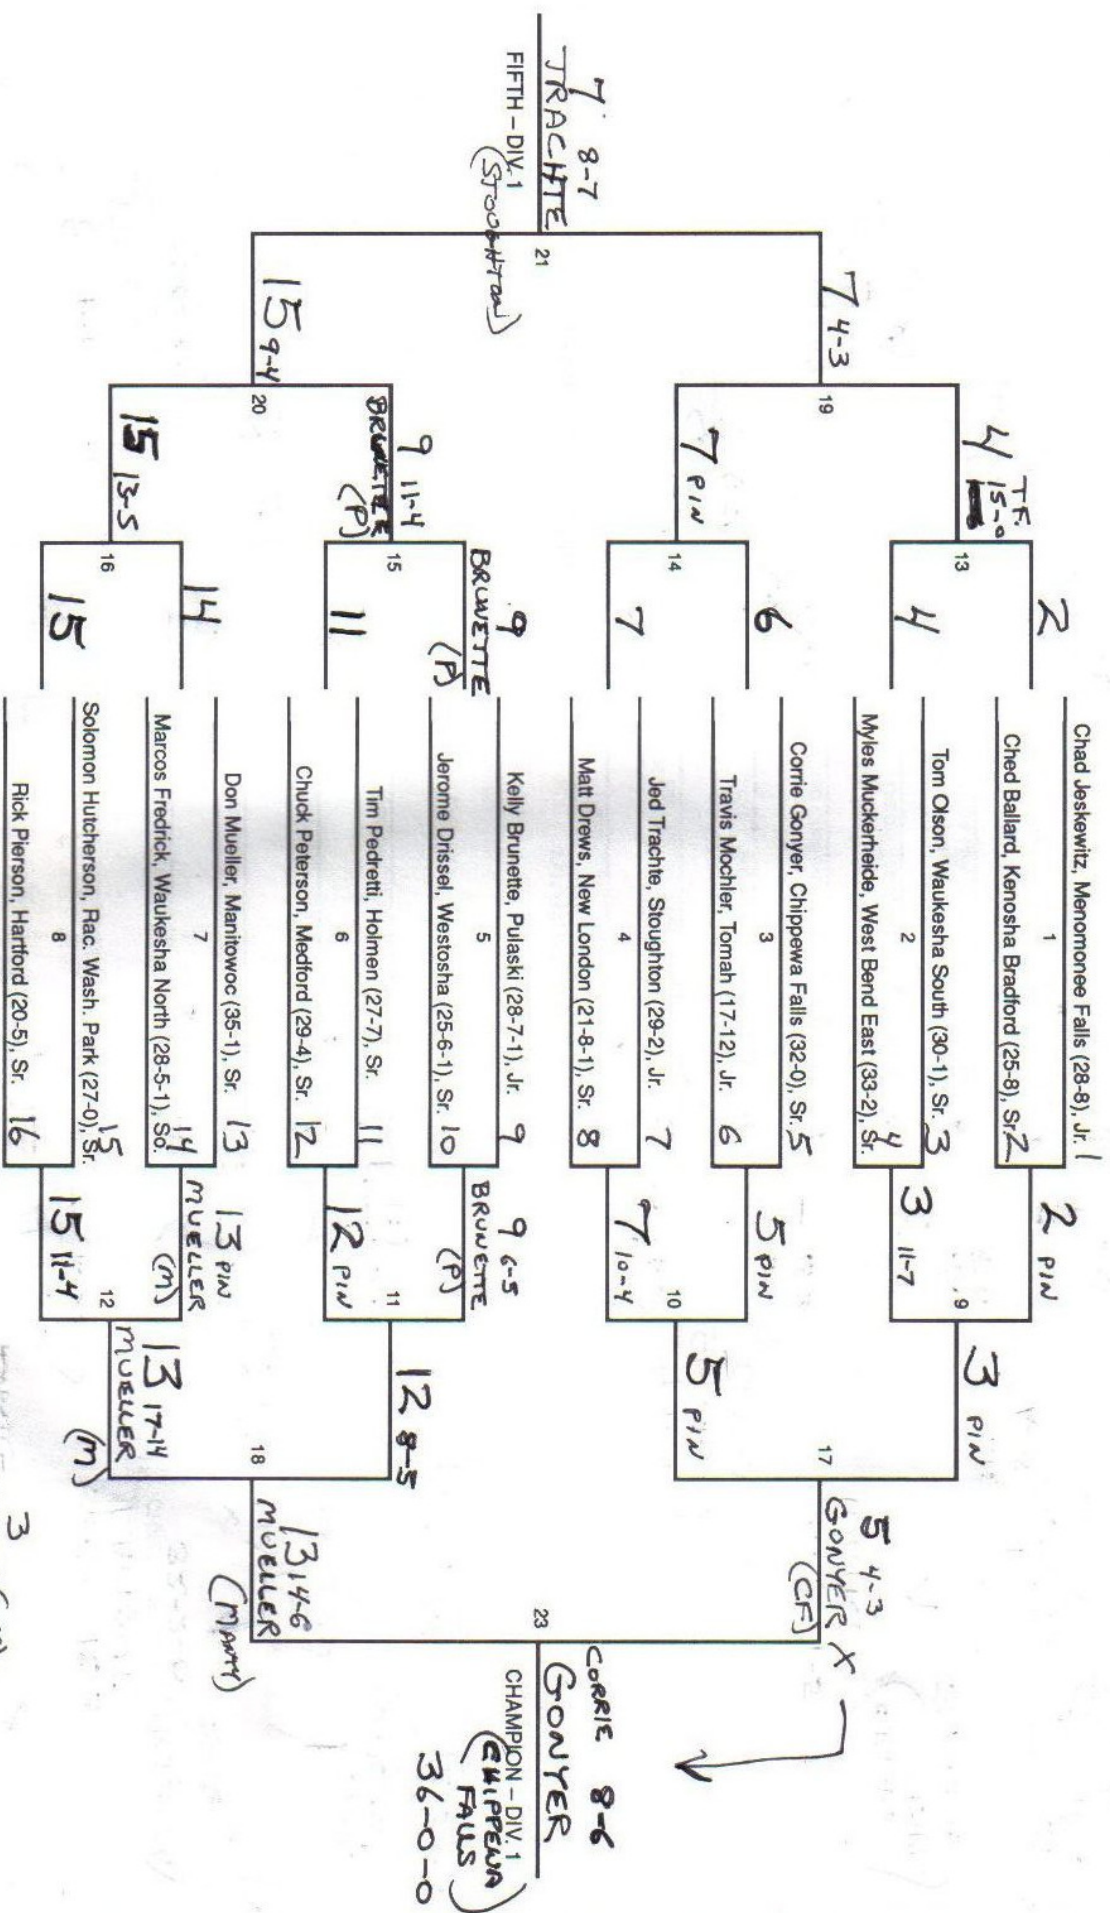 Chad Jeskewitz, Menomonee Falls (28-8), Jr. 1
1
Ched Ballard, Kenosha Bradford (25-8), Sr. 2
Tom Olson, Waukesha South (30-1), Sr. 3
2
Myles Muckerheide, West Bend East (33-2), Sr. 4
Corrie Gonyer, Chippewa Falls (32-0), Sr. 5
3
Travis Mochler, Tomah (17-12), Jr. 6
Jed Trachte, Stoughton (29-2), Jr. 7
4
Matt Drews, New London (21-8-1), Sr. 8
Kelly Brunette, Pulaski (28-7-1), Jr. 9
5
Jerome Drissel, Westosha (25-6-1), Sr. 10
Tim Pedretti, Holmen (27-7), Sr. 11
6
Chuck Peterson, Medford (29-4), Sr. 12
Don Mueller, Manitowoc (35-1), Sr. 13
7
Marcos Fredrick, Waukesha North (28-5-1), So. 14
Solomon Hutcherson, Rac. Wash. Park (27-0), Sr. 15
8
Rick Pierson, Hartford (20-5), Sr. 16
2 PIN
9
3 11-7
5 PIN
10
7 10-4
9 6-5
BRUNETTE
(P)
11
12 PIN
13 PIN
MUELLER
(M)
12
15 11-4
3 PIN
17
5 PIN
12 8-5
18
13 17-14
MUELLER
(M)
5 4-3
GONYER X
(CF)
23
13 14-6
MUELLER
(MANTY)
CORRIE 8-6
GONYER
CHAMPION – DIV. 1
(CHIPPEWA
FALLS)
36-0-0
3
2
13
4
6
14
7
9
BRUNETTE
(P)
15
11
14
16
15
4 T.F.
15-0
19
7 PIN
9 11-4
BRUNETTE
(P)
20
15 13-5
7 4-3
21
15 9-4
7 8-7
TRACHTE
FIFTH – DIV. 1
(STOUGHTON)